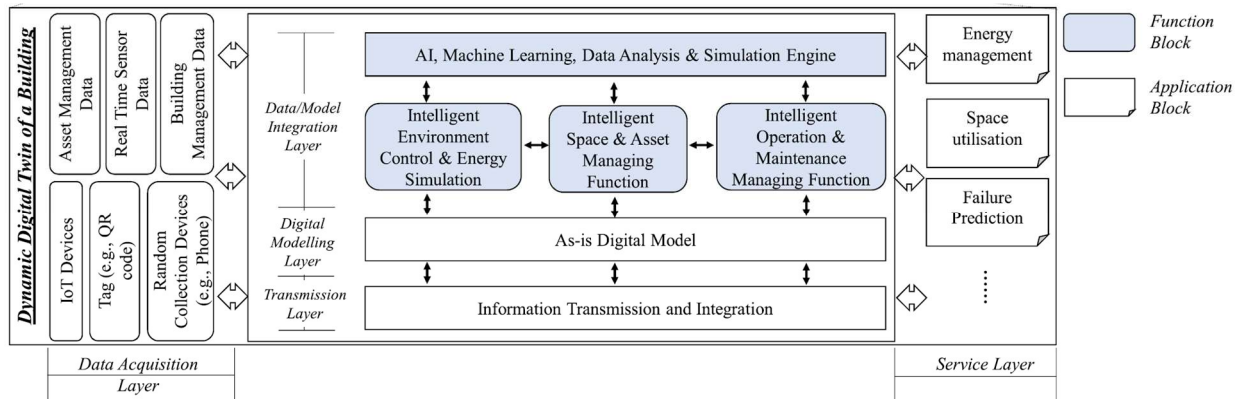 Dynamic Digital Twin of a Building
Asset Management
Data
Real Time Sensor
Data
Building
Management Data
IoT Devices
Tag (e.g., QR
code)
Random
Collection Devices
(e.g., Phone)
Data Acquisition
Layer
Data/Model
Integration
Layer
Digital
Modelling
Layer
Transmission
Layer
AI, Machine Learning, Data Analysis & Simulation Engine
Intelligent
Environment
Control & Energy
Simulation
Intelligent
Space & Asset
Managing
Function
Intelligent
Operation &
Maintenance
Managing Function
As-is Digital Model
Information Transmission and Integration
Energy
management
Space
utilisation
Failure
Prediction
......
Service Layer
Function
Block
Application
Block